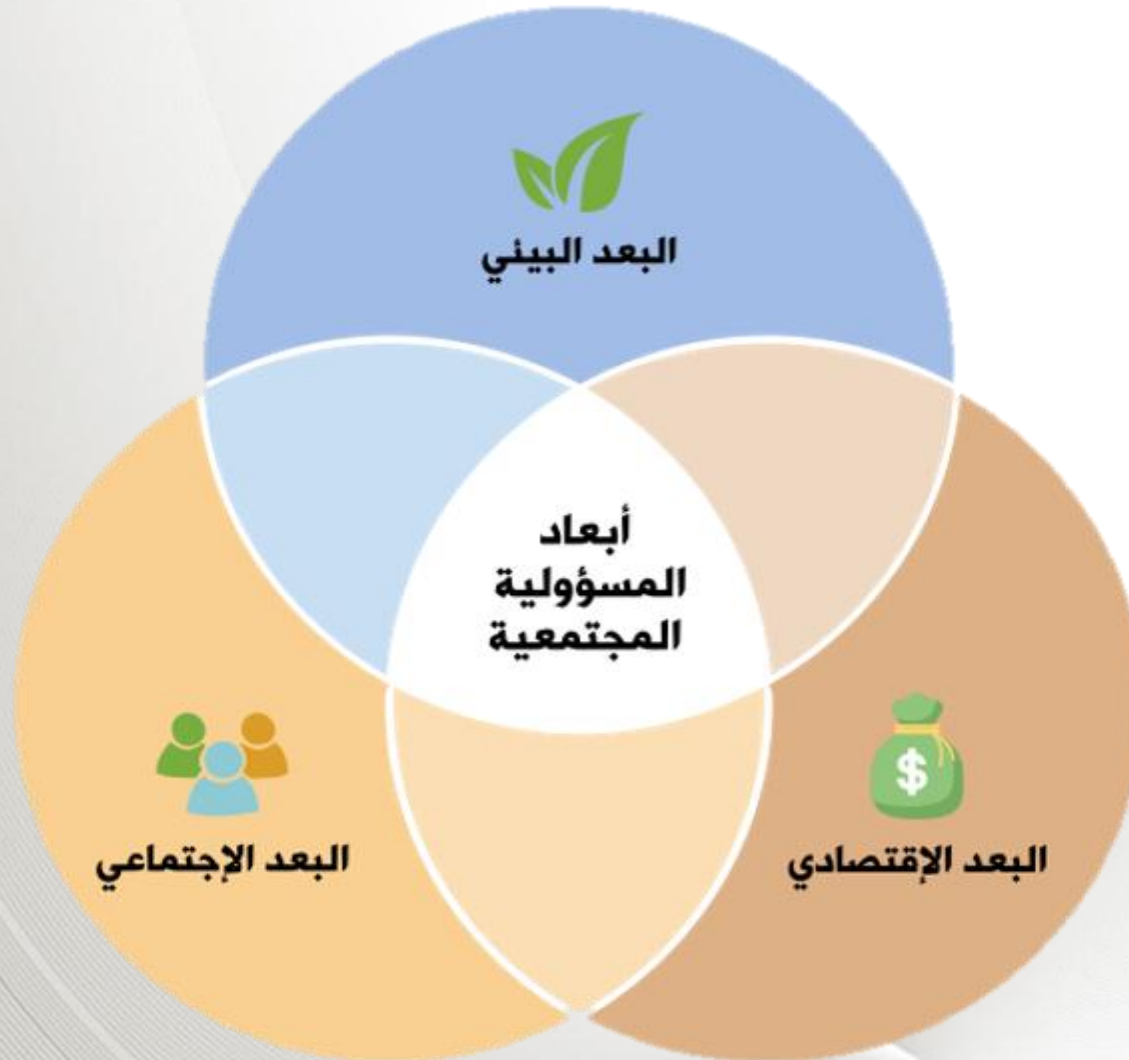 البعد البيئي
أبعاد
المسؤولية
المجتمعية
$
البعد الإقتصادي
البعد الإجتماعي